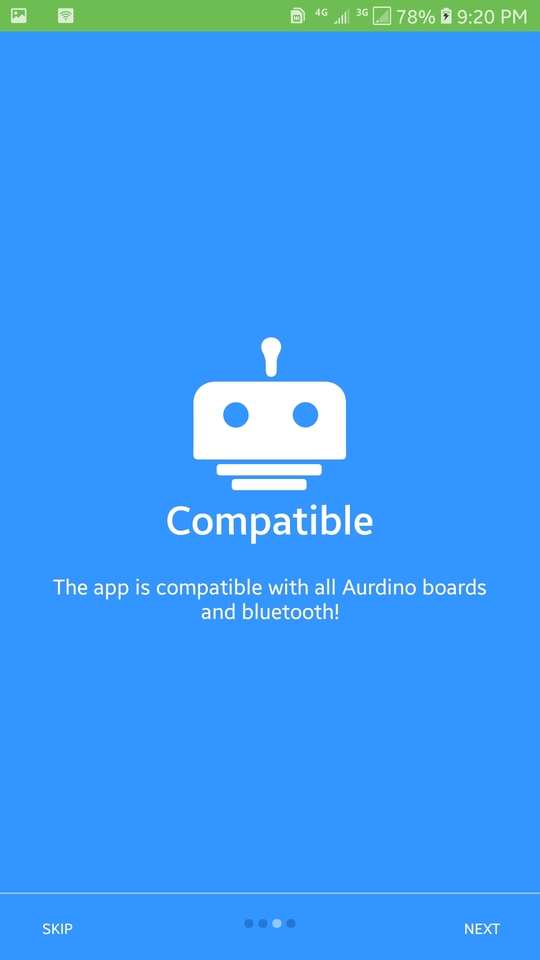 4G 3G 78% 9:20 PM
Compatible
The app is compatible with all Aurdino boards
and bluetooth!
SKIP NEXT